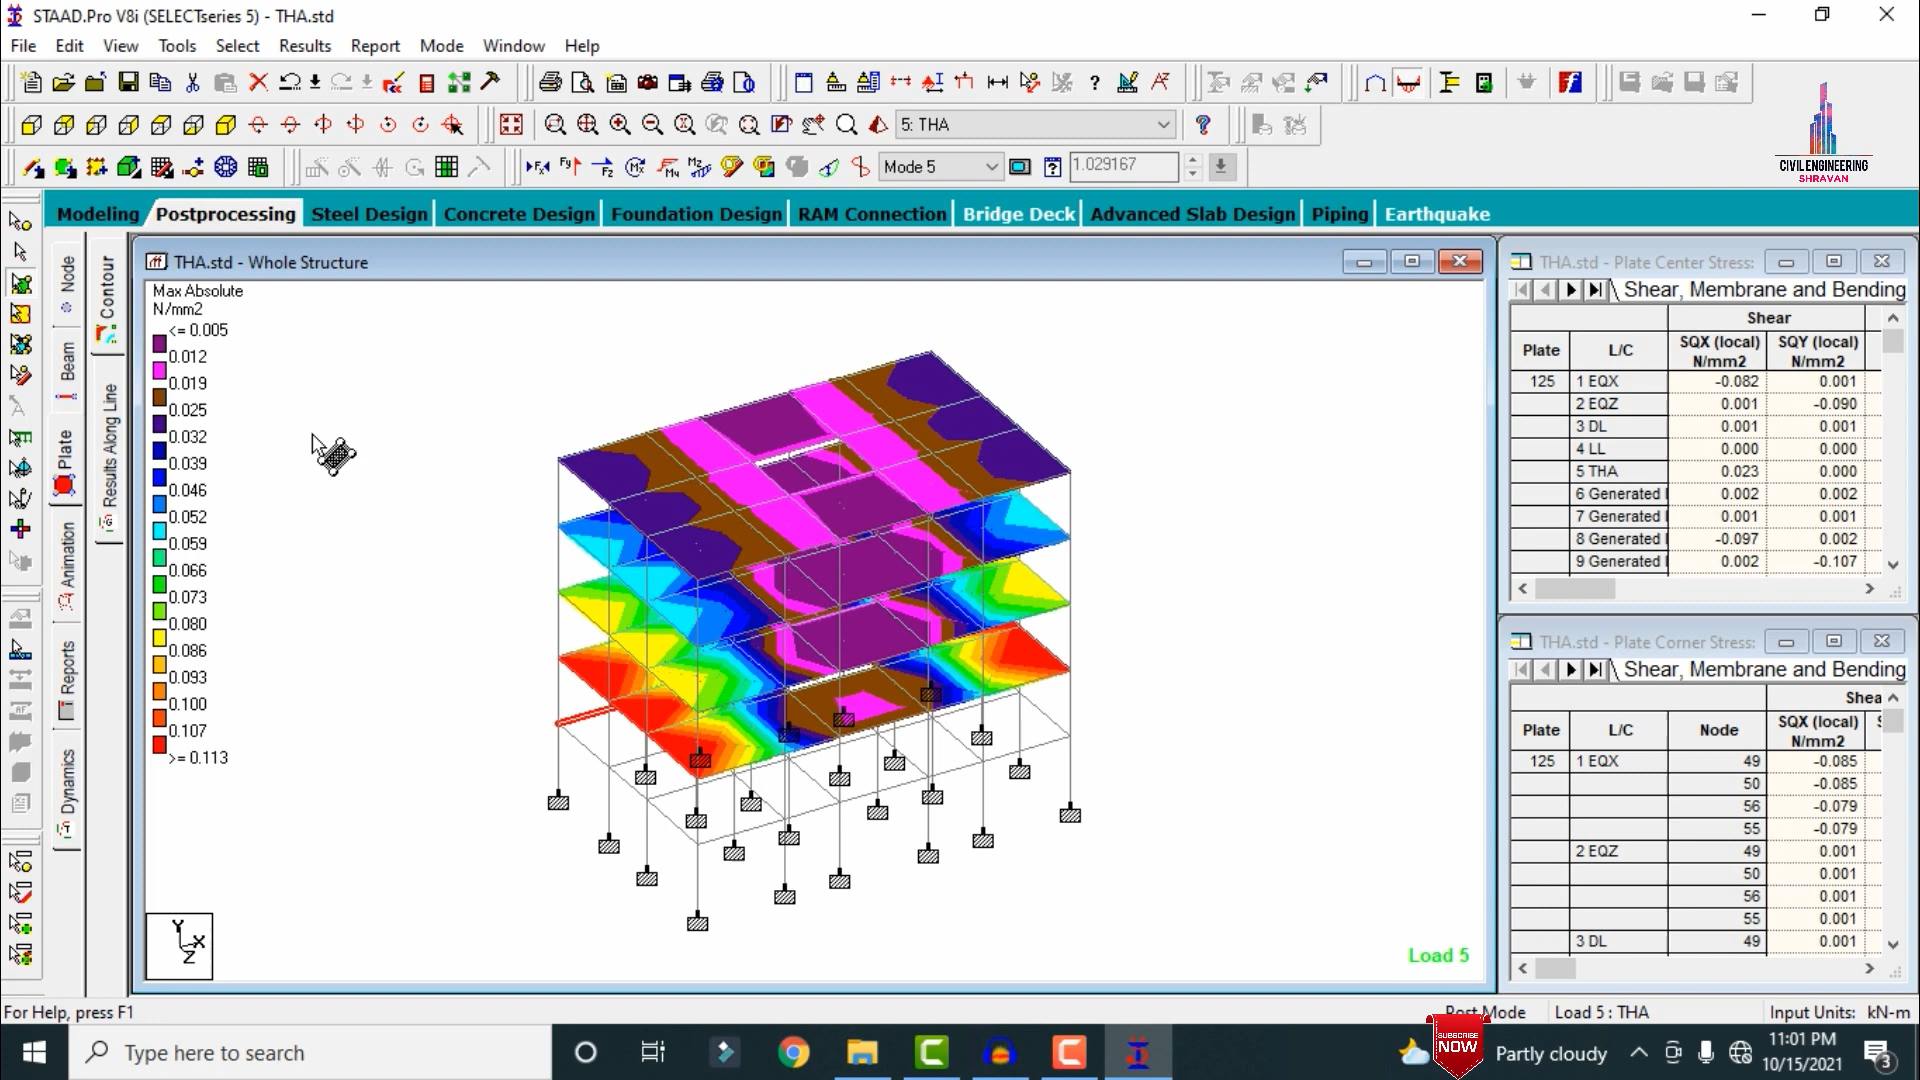 STAAD.Pro V8i (SELECTseries 5) - THA.std
File Edit View Tools Select Results Report Mode Window Help
5: THA
Mode 5
1.029167
CIVIL ENGINEERING
SHRAVAN
Modeling Postprocessing Steel Design Concrete Design Foundation Design RAM Connection Bridge Deck Advanced Slab Design Piping Earthquake
Node
Beam
Plate
Animation
Reports
Dynamics
Contour
Results Along Line
THA.std - Whole Structure
Max Absolute
N/mm2
<= 0.005
0.012
0.019
0.025
0.032
0.039
0.046
0.052
0.059
0.066
0.073
0.080
0.086
0.093
0.100
0.107
>= 0.113
Y
X
Z
Load 5
THA.std - Plate Center Stress:
Shear, Membrane and Bending
Shear
Plate L/C SQX (local) N/mm2 SQY (local) N/mm2
125 1 EQX -0.082 0.001
2 EQZ 0.001 -0.090
3 DL 0.001 0.001
4 LL 0.000 0.000
5 THA 0.023 0.000
6 Generated 0.002 0.002
7 Generated 0.001 0.001
8 Generated -0.097 0.002
9 Generated 0.002 -0.107
THA.std - Plate Corner Stress:
Shear, Membrane and Bending
Shea
Plate L/C Node SQX (local) N/mm2
125 1 EQX 49 -0.085
50 -0.085
56 -0.079
55 -0.079
2 EQZ 49 0.001
50 0.001
56 0.001
55 0.001
3 DL 49 0.001
For Help, press F1
Post Mode
Load 5 : THA
Input Units: kN-m
Type here to search
SUBSCRIBE
NOW
Partly cloudy
11:01 PM
10/15/2021
3